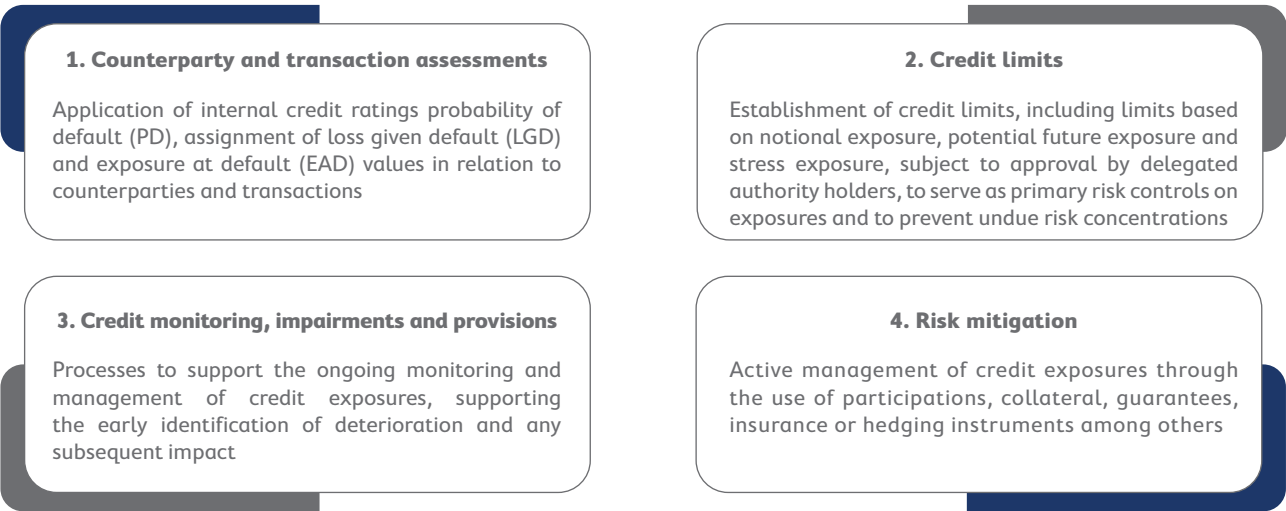 1. Counterparty and transaction assessments
Application of internal credit ratings probability of
default (PD), assignment of loss given default (LGD)
and exposure at default (EAD) values in relation to
counterparties and transactions
2. Credit limits
Establishment of credit limits, including limits based
on notional exposure, potential future exposure and
stress exposure, subject to approval by delegated
authority holders, to serve as primary risk controls on
exposures and to prevent undue risk concentrations
3. Credit monitoring, impairments and provisions
Processes to support the ongoing monitoring and
management of credit exposures, supporting
the early identification of deterioration and any
subsequent impact
4. Risk mitigation
Active management of credit exposures through
the use of participations, collateral, guarantees,
insurance or hedging instruments among others